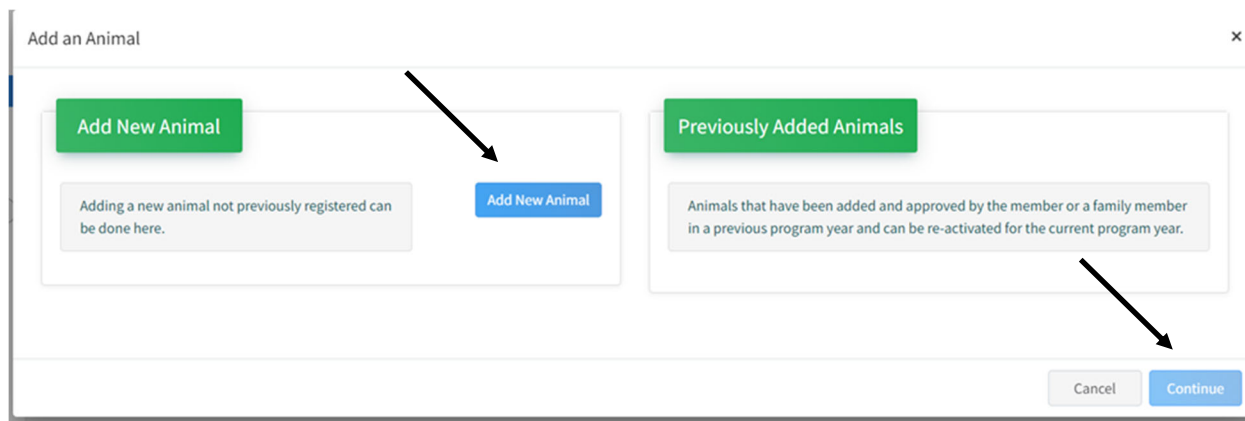 Add an Animal
×
Add New Animal
Adding a new animal not previously registered can
be done here.
Add New Animal
Previously Added Animals
Animals that have been added and approved by the member or a family member
in a previous program year and can be re-activated for the current program year.
Cancel
Continue